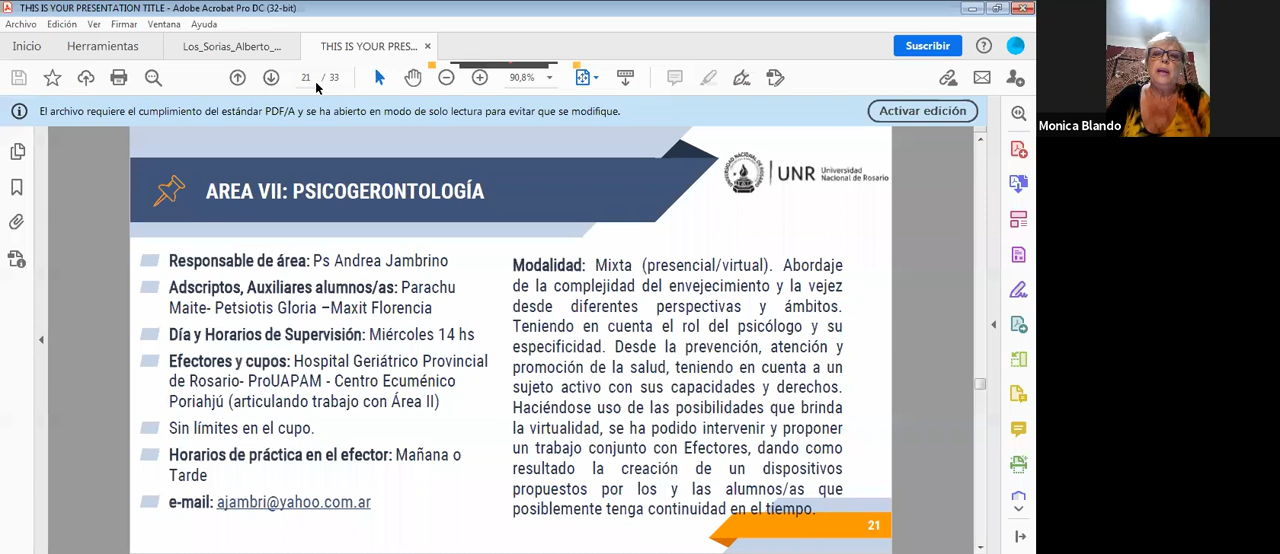 THIS IS YOUR PRESENTATION TITLE - Adobe Acrobat Pro DC (32-bit)
Archivo Edición Ver Firmar Ventana Ayuda
Inicio Herramientas Los_Sorias_Alberto_... THIS IS YOUR PRES... × Suscribir
21 / 33 90,8%
El archivo requiere el cumplimiento del estándar PDF/A y se ha abierto en modo de solo lectura para evitar que se modifique. Activar edición
Monica Blando
AREA VII: PSICOGERONTOLOGÍA
UNR Universidad
Nacional de Rosario
Responsable de área: Ps Andrea Jambrino
Adscriptos, Auxiliares alumnos/as: Parachu
Maite- Petsiotis Gloria –Maxit Florencia
Día y Horarios de Supervisión: Miércoles 14 hs
Efectores y cupos: Hospital Geriátrico Provincial
de Rosario- ProUAPAM - Centro Ecuménico
Poriahjú (articulando trabajo con Área II)
Sin límites en el cupo.
Horarios de práctica en el efector: Mañana o
Tarde
e-mail: ajambri@yahoo.com.ar
Modalidad: Mixta (presencial/virtual). Abordaje
de la complejidad del envejecimiento y la vejez
desde diferentes perspectivas y ámbitos.
Teniendo en cuenta el rol del psicólogo y su
especificidad. Desde la prevención, atención y
promoción de la salud, teniendo en cuenta a un
sujeto activo con sus capacidades y derechos.
Haciéndose uso de las posibilidades que brinda
la virtualidad, se ha podido intervenir y proponer
un trabajo conjunto con Efectores, dando como
resultado la creación de un dispositivos
propuestos por los y las alumnos/as que
posiblemente tenga continuidad en el tiempo.
21